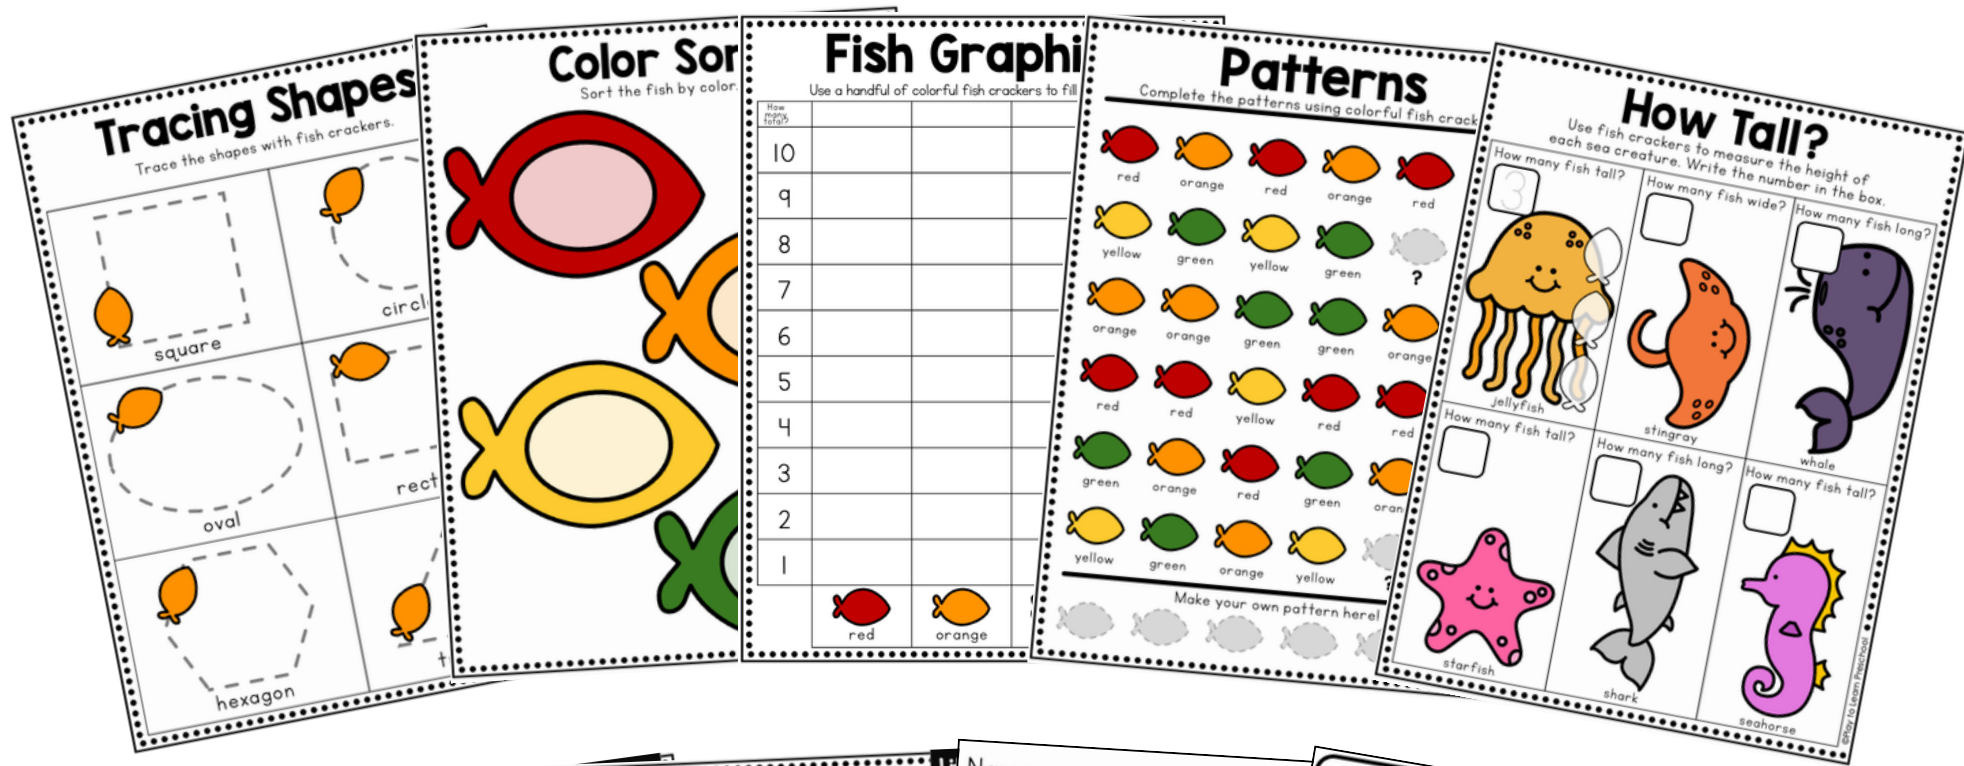 Tracing Shapes
Trace the shapes with fish crackers.
square
circl
oval
rect
hexagon
t
Color Sor
Sort the fish by color.
Fish Graphi
Use a handful of colorful fish crackers to fill
How
many
total?
10
9
8
7
6
5
4
3
2
1
red orange
Patterns
Complete the patterns using colorful fish crack
red orange red orange red
yellow green yellow green ?
orange orange green green orange
red red yellow red red
green orange red green oran
yellow green orange yellow
Make your own pattern here!
How Tall?
Use fish crackers to measure the height of
each sea creature. Write the number in the box.
How many fish tall? How many fish wide? How many fish long?
3
jellyfish stingray whale
How many fish tall? How many fish long? How many fish tall?
starfish shark seahorse
©Play to Learn Preschool